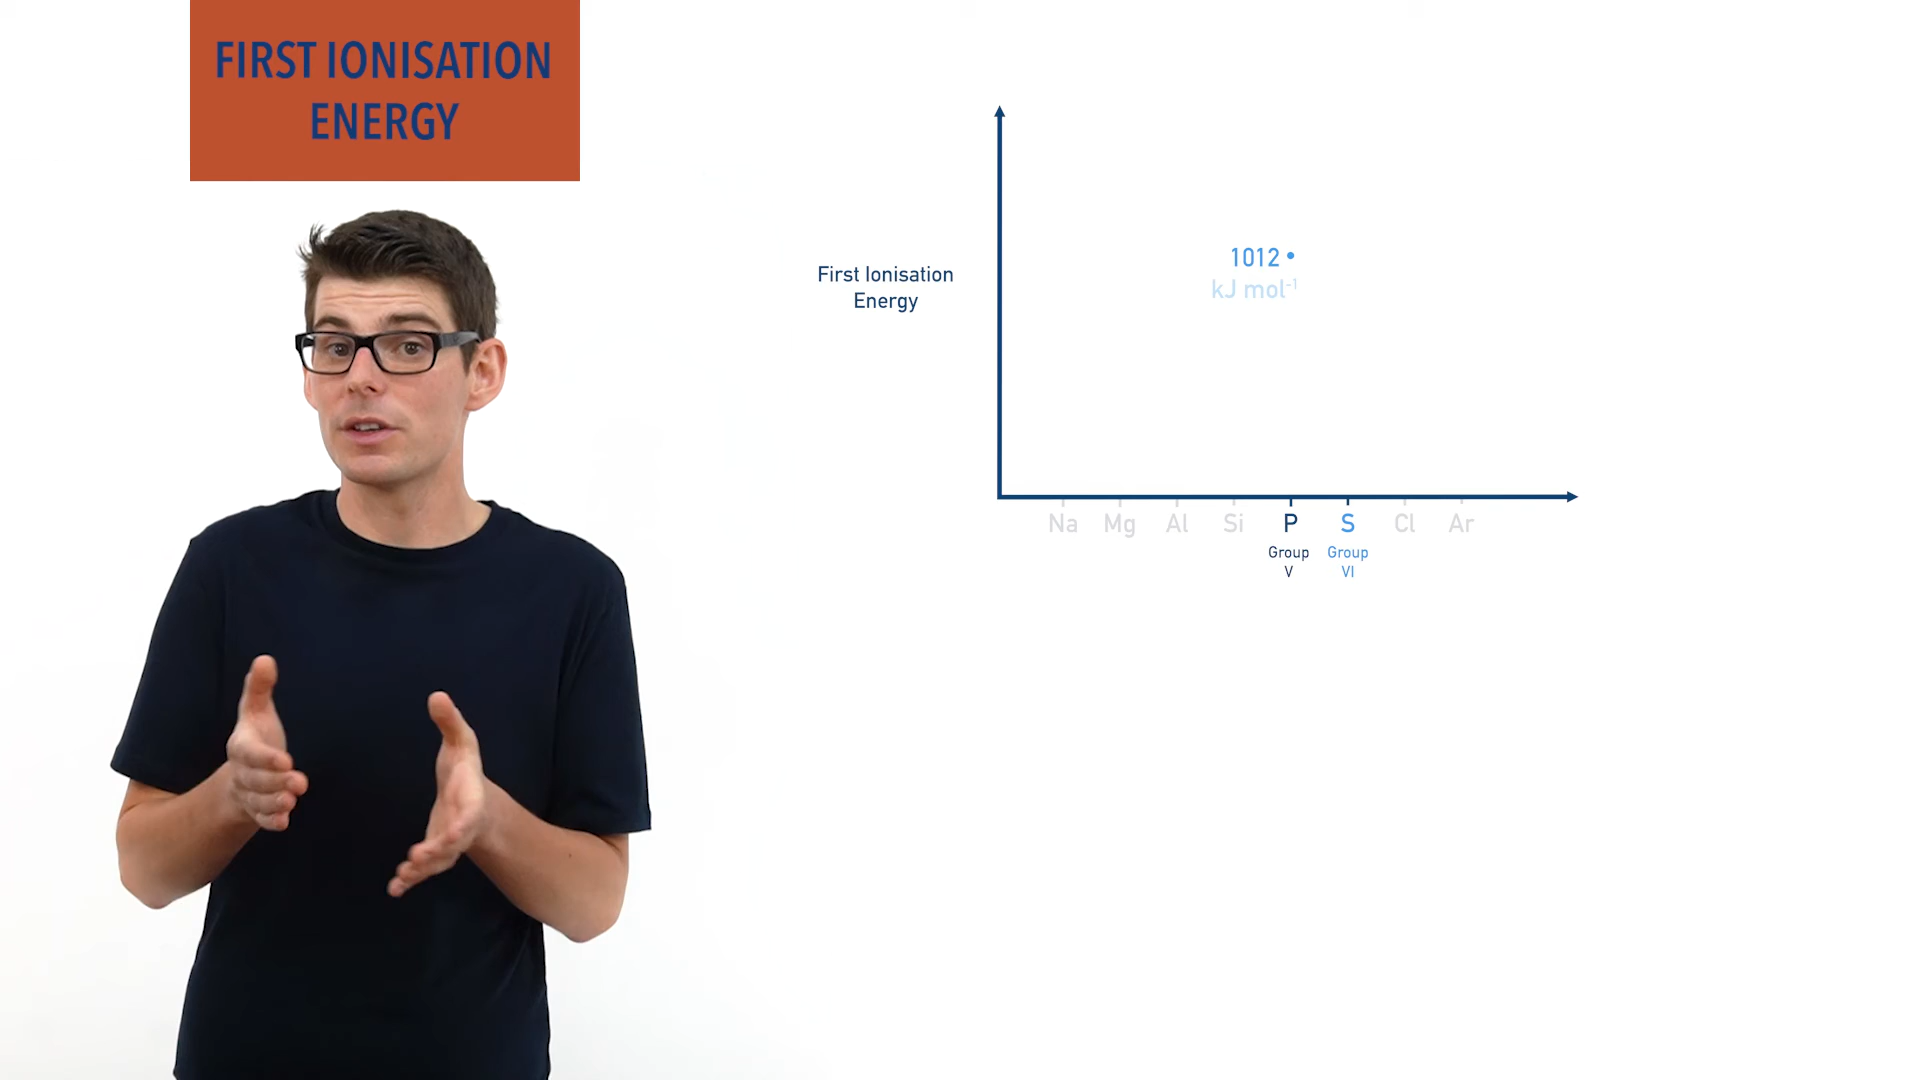 FIRST IONISATION
ENERGY
First Ionisation
Energy
1012
kJ mol⁻¹
Na Mg Al Si P S Cl Ar
Group Group
V VI